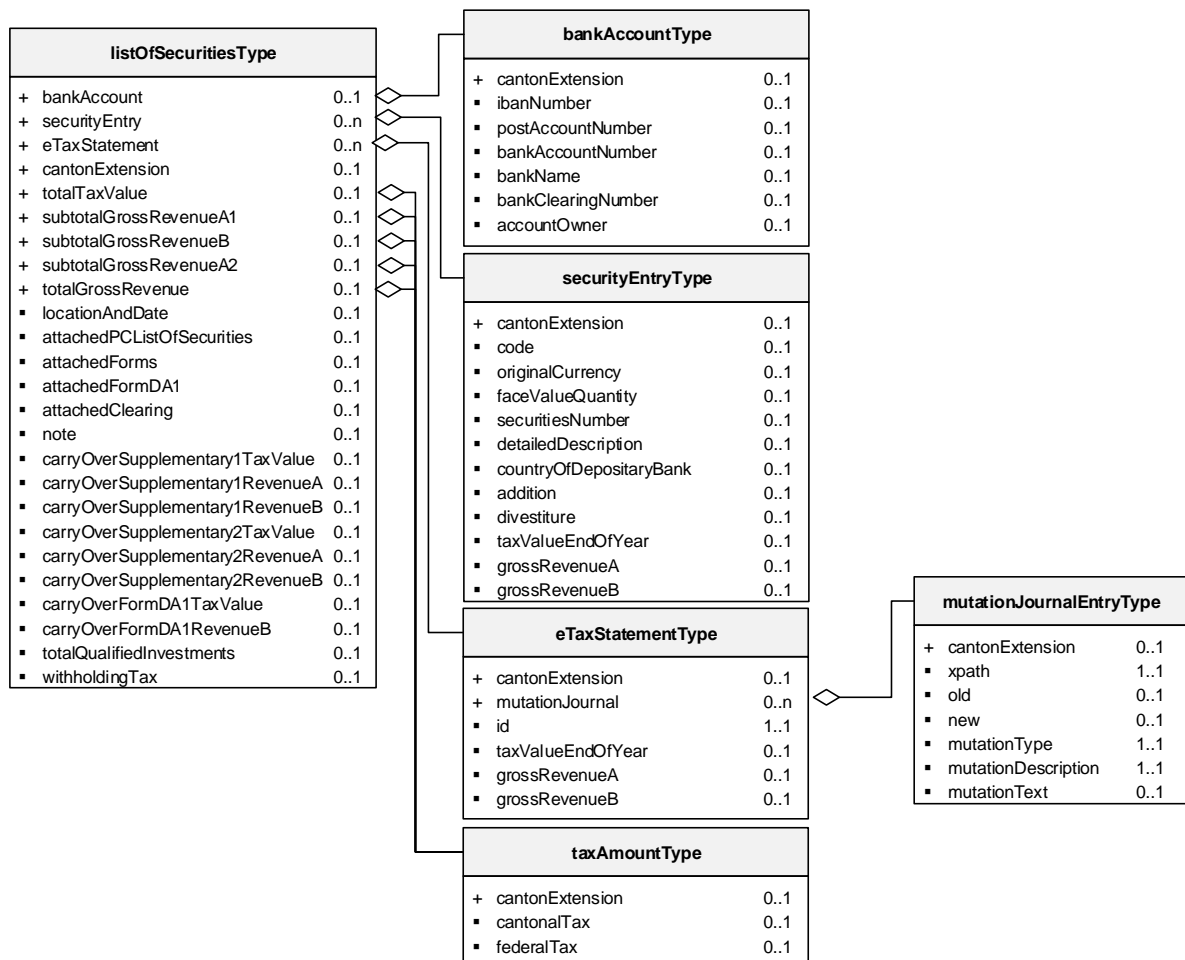 listOfSecuritiesType
+ bankAccount 0..1
+ securityEntry 0..n
+ eTaxStatement 0..n
+ cantonExtension 0..1
+ totalTaxValue 0..1
+ subtotalGrossRevenueA1 0..1
+ subtotalGrossRevenueB 0..1
+ subtotalGrossRevenueA2 0..1
+ totalGrossRevenue 0..1
▪ locationAndDate 0..1
▪ attachedPCListOfSecurities 0..1
▪ attachedForms 0..1
▪ attachedFormDA1 0..1
▪ attachedClearing 0..1
▪ note 0..1
▪ carryOverSupplementary1TaxValue 0..1
▪ carryOverSupplementary1RevenueA 0..1
▪ carryOverSupplementary1RevenueB 0..1
▪ carryOverSupplementary2TaxValue 0..1
▪ carryOverSupplementary2RevenueA 0..1
▪ carryOverSupplementary2RevenueB 0..1
▪ carryOverFormDA1TaxValue 0..1
▪ carryOverFormDA1RevenueB 0..1
▪ totalQualifiedInvestments 0..1
▪ withholdingTax 0..1
bankAccountType
+ cantonExtension 0..1
▪ ibanNumber 0..1
▪ postAccountNumber 0..1
▪ bankAccountNumber 0..1
▪ bankName 0..1
▪ bankClearingNumber 0..1
▪ accountOwner 0..1
securityEntryType
+ cantonExtension 0..1
▪ code 0..1
▪ originalCurrency 0..1
▪ faceValueQuantity 0..1
▪ securitiesNumber 0..1
▪ detailedDescription 0..1
▪ countryOfDepositaryBank 0..1
▪ addition 0..1
▪ divestiture 0..1
▪ taxValueEndOfYear 0..1
▪ grossRevenueA 0..1
▪ grossRevenueB 0..1
eTaxStatementType
+ cantonExtension 0..1
+ mutationJournal 0..n
▪ id 1..1
▪ taxValueEndOfYear 0..1
▪ grossRevenueA 0..1
▪ grossRevenueB 0..1
taxAmountType
+ cantonExtension 0..1
▪ cantonalTax 0..1
▪ federalTax 0..1
mutationJournalEntryType
+ cantonExtension 0..1
▪ xpath 1..1
▪ old 0..1
▪ new 0..1
▪ mutationType 1..1
▪ mutationDescription 1..1
▪ mutationText 0..1